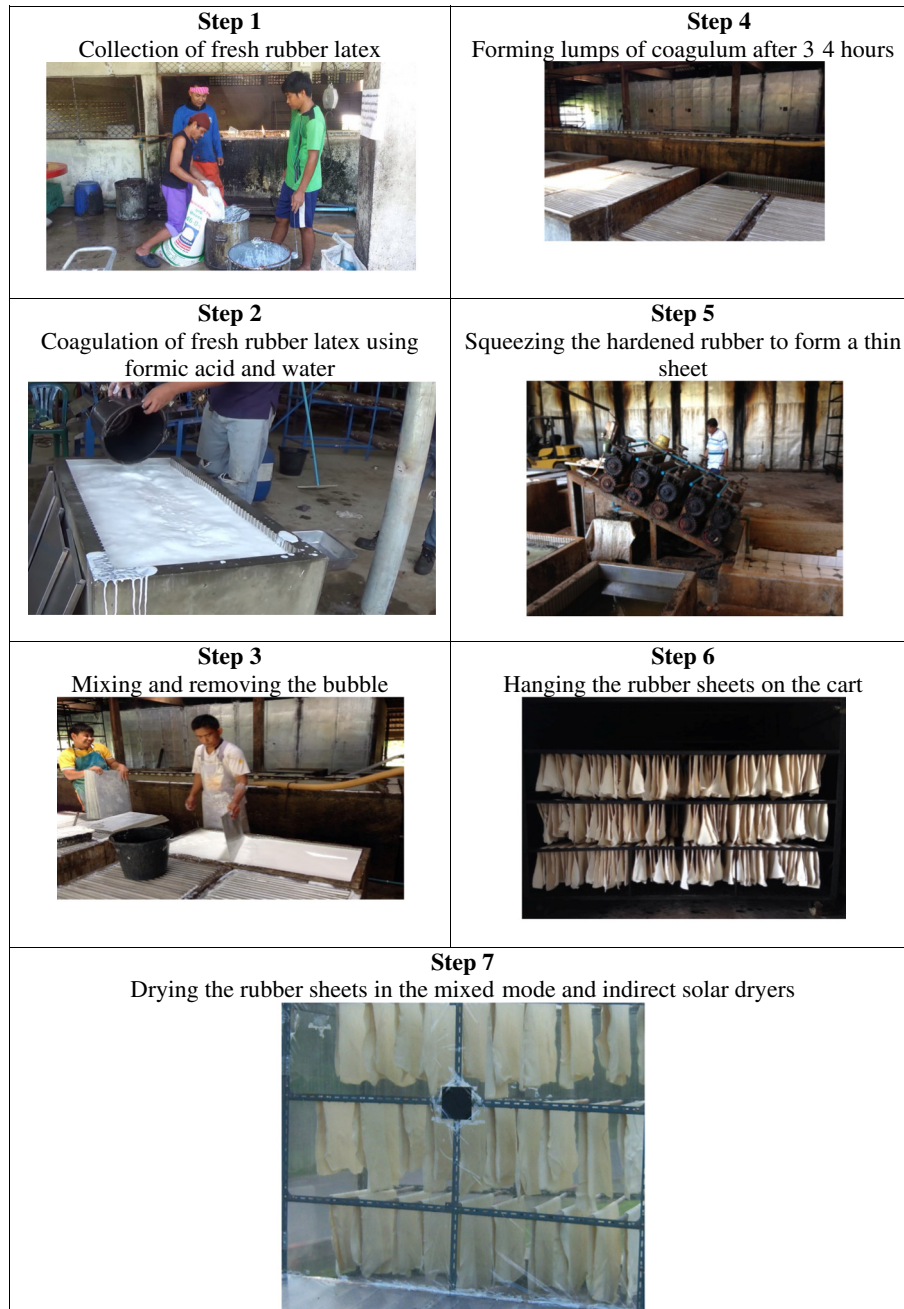 Step 1
Collection of fresh rubber latex
Step 2
Coagulation of fresh rubber latex using
formic acid and water
Step 3
Mixing and removing the bubble
Step 4
Forming lumps of coagulum after 3 4 hours
Step 5
Squeezing the hardened rubber to form a thin
sheet
Step 6
Hanging the rubber sheets on the cart
Step 7
Drying the rubber sheets in the mixed mode and indirect solar dryers